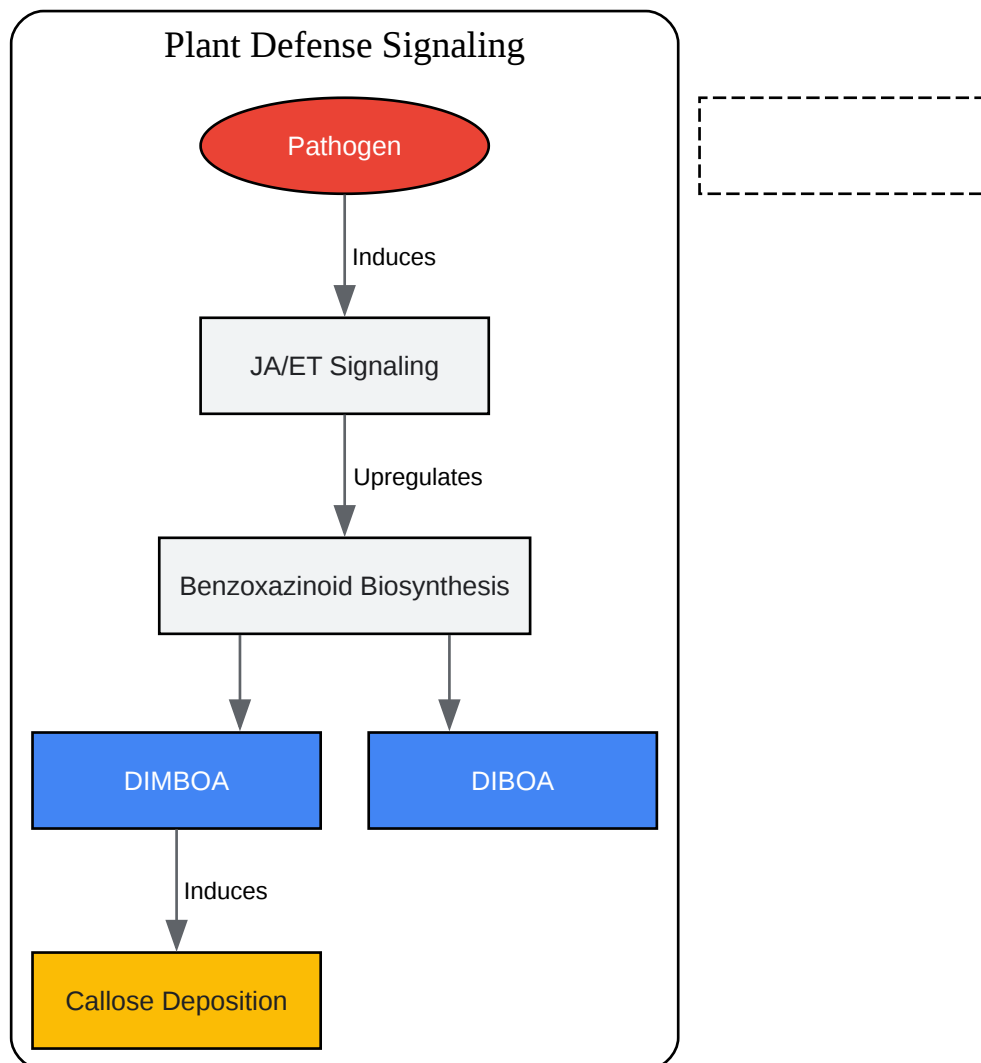 Plant Defense Signaling
Pathogen
Induces
JA/ET Signaling
Upregulates
Benzoxazinoid Biosynthesis
DIMBOA
DIBOA
Induces
Callose Deposition